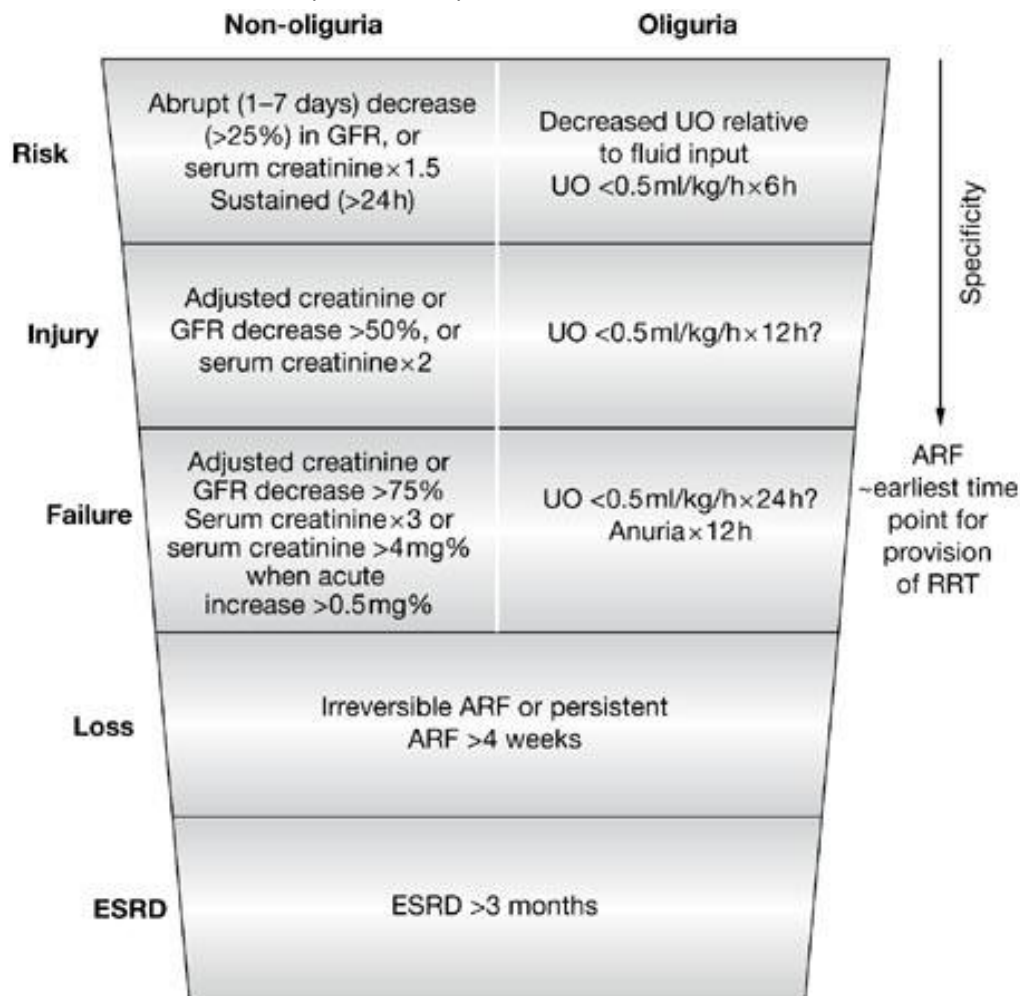 Non-oliguria
Oliguria
Risk
Abrupt (1–7 days) decrease
(>25%) in GFR, or
serum creatinine×1.5
Sustained (>24h)
Decreased UO relative
to fluid input
UO <0.5ml/kg/h×6h
Specificity
Injury
Adjusted creatinine or
GFR decrease >50%, or
serum creatinine×2
UO <0.5ml/kg/h×12h?
Failure
Adjusted creatinine or
GFR decrease >75%
Serum creatinine×3 or
serum creatinine >4mg%
when acute
increase >0.5mg%
UO <0.5ml/kg/h×24h?
Anuria×12h
ARF
~earliest time
point for
provision
of RRT
Loss
Irreversible ARF or persistent
ARF >4 weeks
ESRD
ESRD >3 months